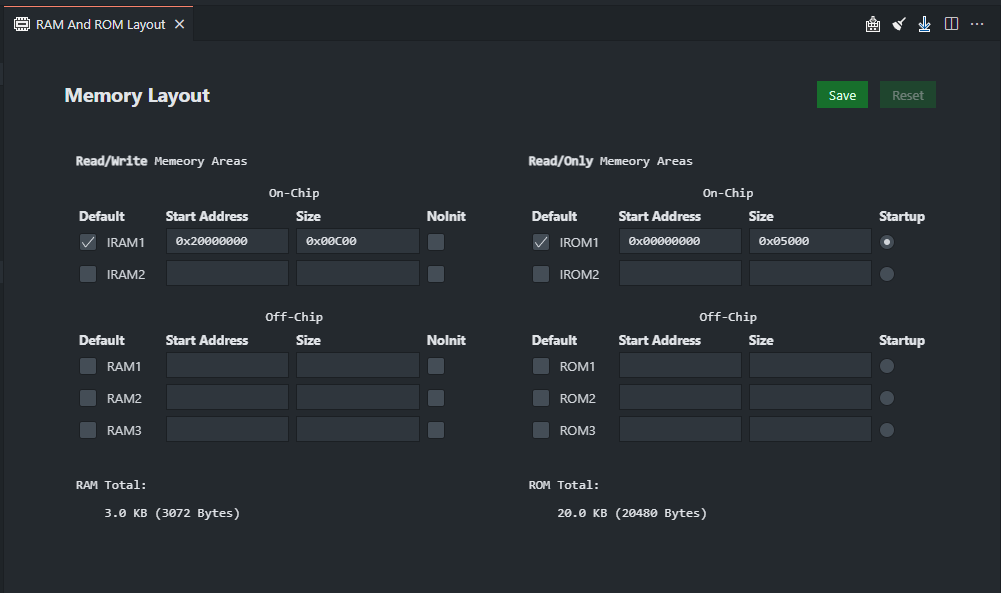 RAM And ROM Layout
Memory Layout
Save Reset
Read/Write Memeory Areas
On-Chip
Default Start Address Size NoInit
IRAM1 0x20000000 0x00C00
IRAM2
Off-Chip
Default Start Address Size NoInit
RAM1
RAM2
RAM3
RAM Total:
3.0 KB (3072 Bytes)
Read/Only Memeory Areas
On-Chip
Default Start Address Size Startup
IROM1 0x00000000 0x05000
IROM2
Off-Chip
Default Start Address Size Startup
ROM1
ROM2
ROM3
ROM Total:
20.0 KB (20480 Bytes)